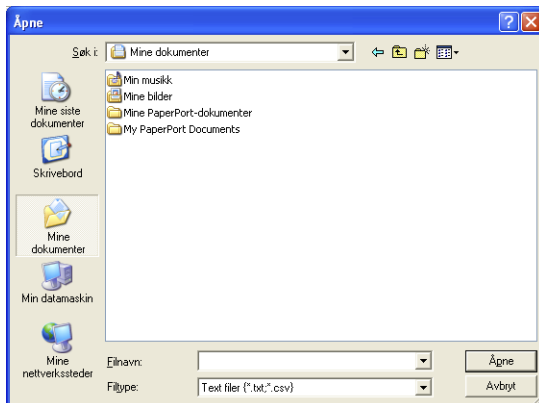 Åpne
Søk i: Mine dokumenter
Mine siste
dokumenter
Skrivebord
Mine
dokumenter
Min datamaskin
Mine
nettverkssteder
Min musikk
Mine bilder
Mine PaperPort-dokumenter
My PaperPort Documents
Filnavn:
Åpne
Filtype: Text filer {*.txt;*.csv}
Avbryt